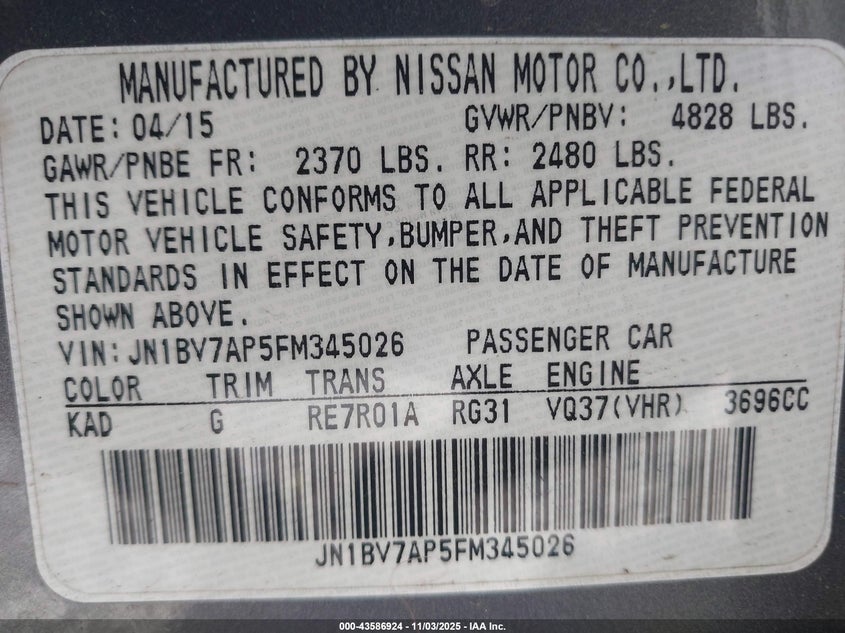 MANUFACTURED BY NISSAN MOTOR CO.,LTD.
DATE: 04/15 GVWR/PNBV: 4828 LBS.
GAWR/PNBE FR: 2370 LBS. RR: 2480 LBS.
THIS VEHICLE CONFORMS TO ALL APPLICABLE FEDERAL
MOTOR VEHICLE SAFETY,BUMPER,AND THEFT PREVENTION
STANDARDS IN EFFECT ON THE DATE OF MANUFACTURE
SHOWN ABOVE.
VIN:JN1BV7AP5FM345026 PASSENGER CAR
COLOR TRIM TRANS AXLE ENGINE
KAD G RE7R01A RG31 VQ37(VHR) 3696CC
JN1BV7AP5FM345026
000-43586924 - 11/03/2025 - IAA Inc.